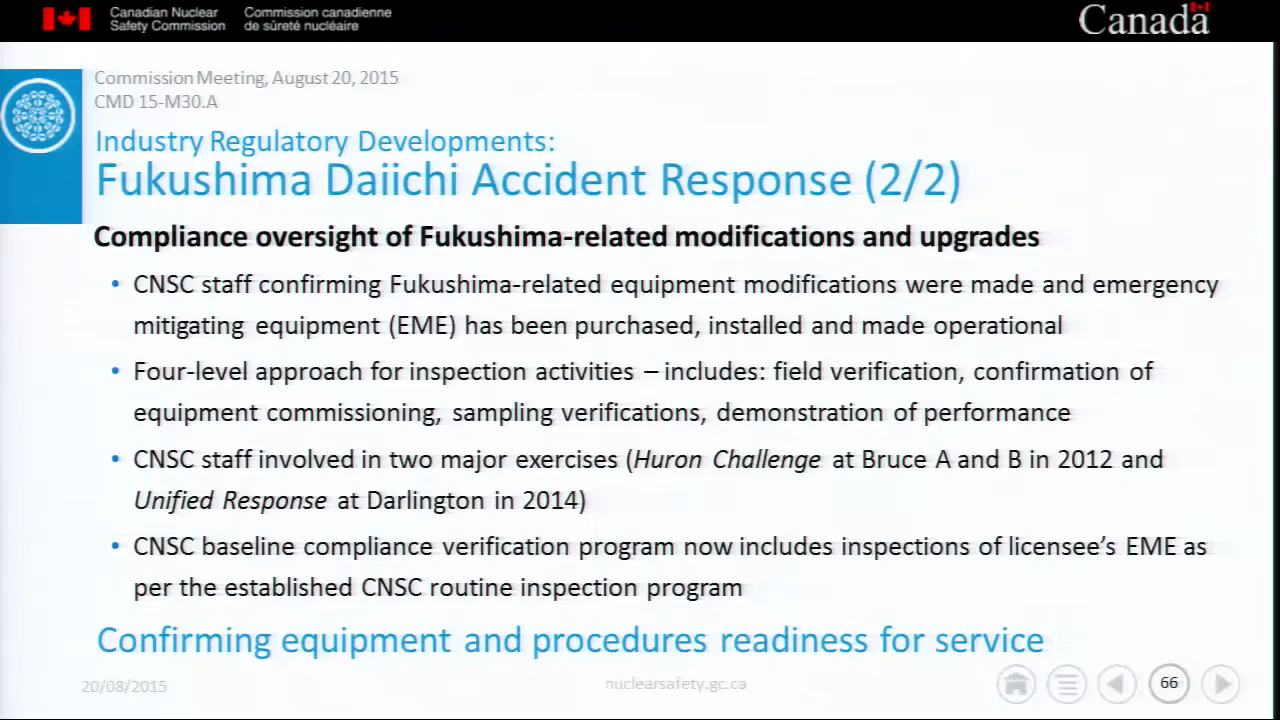 Canadian Nuclear Safety Commission
Commission canadienne de sûreté nucléaire
Canada
Commission Meeting, August 20, 2015
CMD 15-M30.A
Industry Regulatory Developments:
Fukushima Daiichi Accident Response (2/2)
Compliance oversight of Fukushima-related modifications and upgrades
• CNSC staff confirming Fukushima-related equipment modifications were made and emergency
mitigating equipment (EME) has been purchased, installed and made operational
• Four-level approach for inspection activities – includes: field verification, confirmation of
equipment commissioning, sampling verifications, demonstration of performance
• CNSC staff involved in two major exercises (Huron Challenge at Bruce A and B in 2012 and
Unified Response at Darlington in 2014)
• CNSC baseline compliance verification program now includes inspections of licensee’s EME as
per the established CNSC routine inspection program
Confirming equipment and procedures readiness for service
20/08/2015
nuclearsafety.gc.ca
66